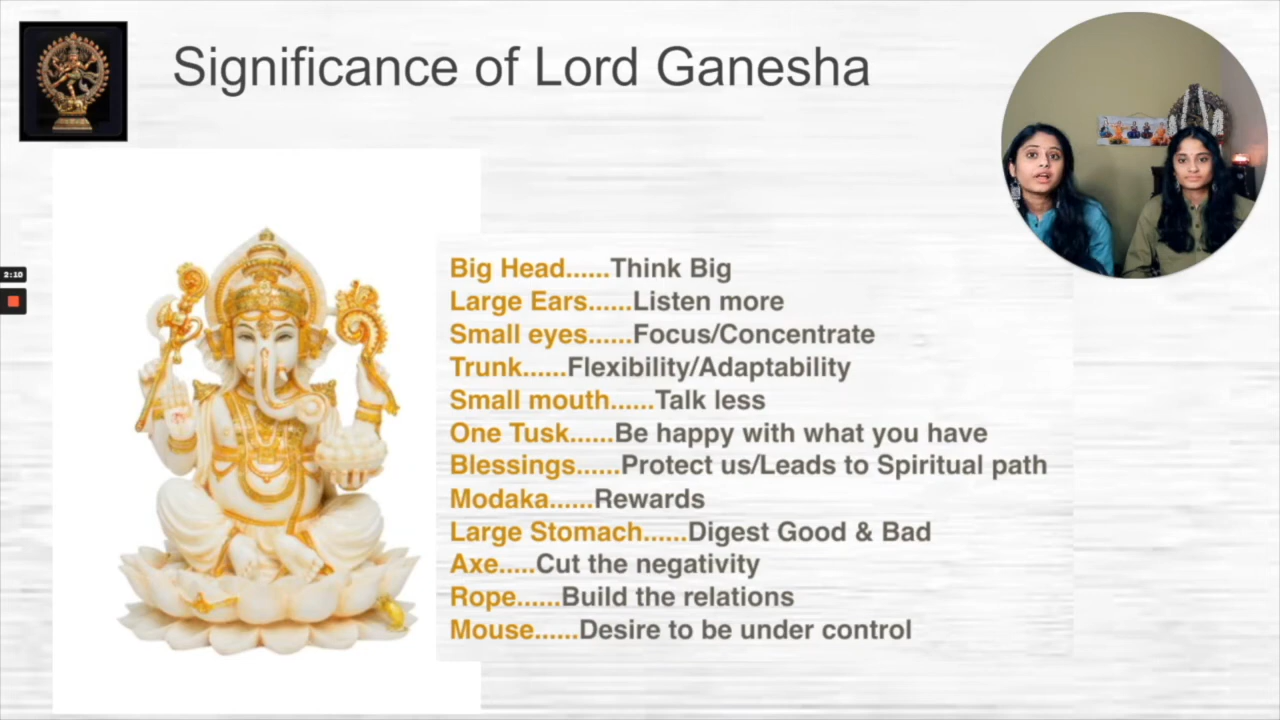 Significance of Lord Ganesha
2:10
Big Head......Think Big
Large Ears......Listen more
Small eyes......Focus/Concentrate
Trunk......Flexibility/Adaptability
Small mouth......Talk less
One Tusk......Be happy with what you have
Blessings......Protect us/Leads to Spiritual path
Modaka......Rewards
Large Stomach......Digest Good & Bad
Axe.....Cut the negativity
Rope......Build the relations
Mouse......Desire to be under control